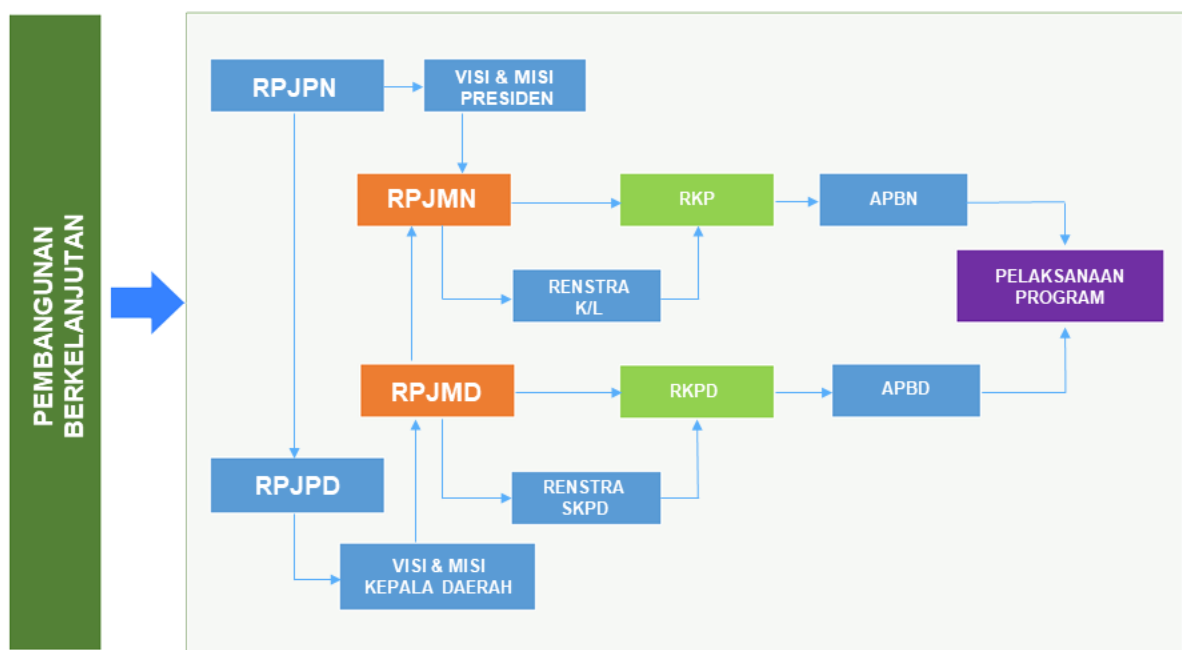 PEMBANGUNAN
BERKELANJUTAN
RPJPN
VISI & MISI
PRESIDEN
RPJMN
RKP
APBN
RENSTRA
K/L
PELAKSANAAN
PROGRAM
RPJMD
RKPD
APBD
RPJPD
RENSTRA
SKPD
VISI & MISI
KEPALA DAERAH